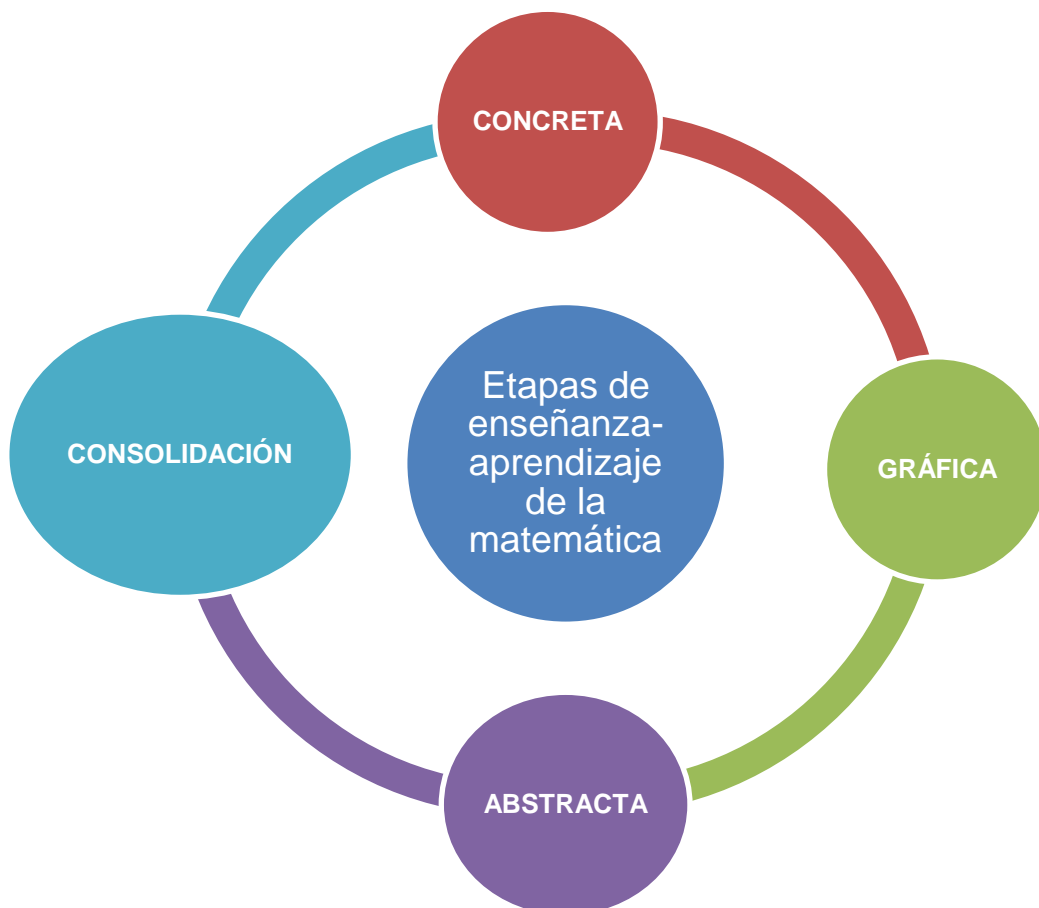 CONCRETA
Etapas de
enseñanza-
aprendizaje
de la
matemática
CONSOLIDACIÓN
GRÁFICA
ABSTRACTA